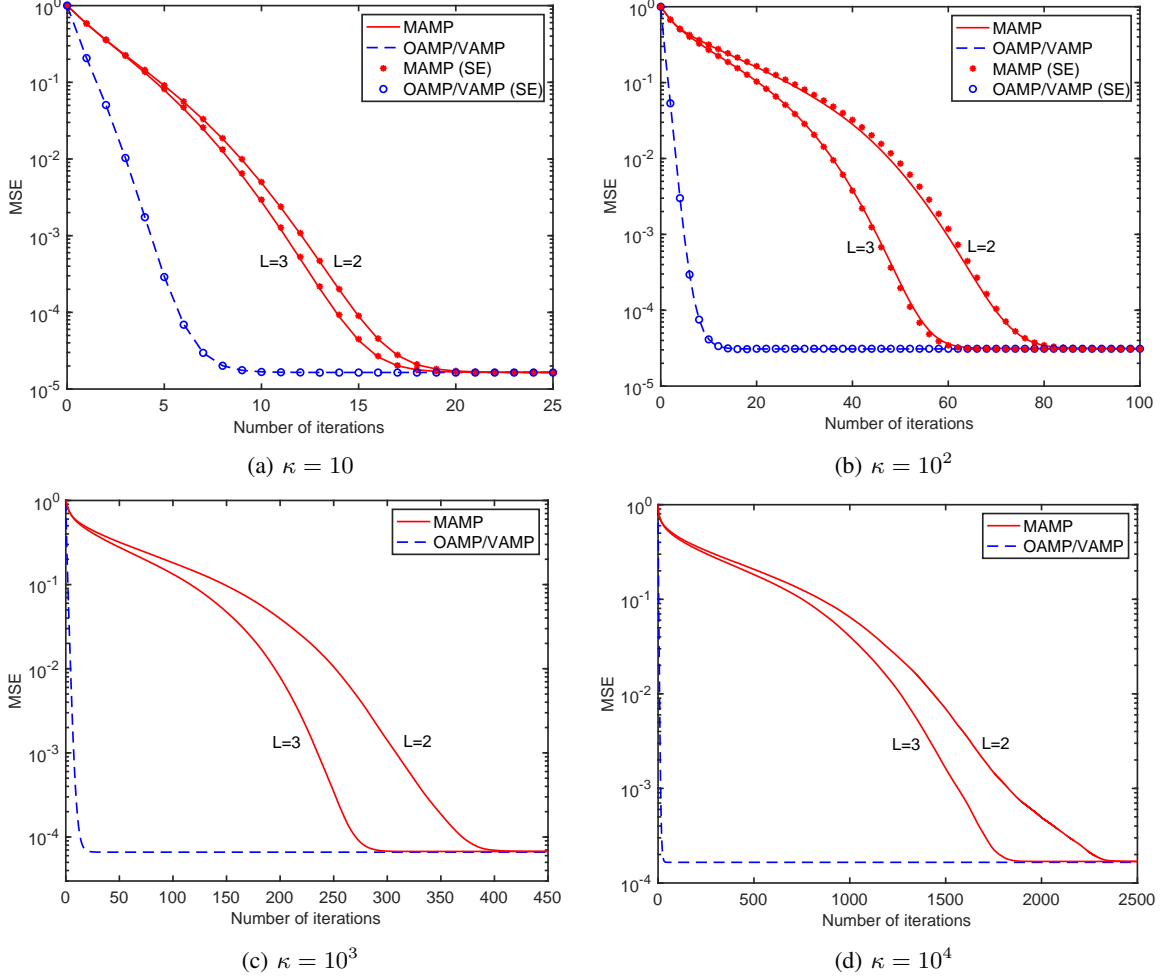 MSE
10^0
10^-1
10^-2
10^-3
10^-4
10^-5
MAMP
OAMP/VAMP
MAMP (SE)
OAMP/VAMP (SE)
L=3
L=2
0 5 10 15 20 25
Number of iterations
(a) κ = 10
MSE
10^0
10^-1
10^-2
10^-3
10^-4
10^-5
MAMP
OAMP/VAMP
MAMP (SE)
OAMP/VAMP (SE)
L=3
L=2
0 20 40 60 80 100
Number of iterations
(b) κ = 10^2
MSE
10^0
10^-1
10^-2
10^-3
10^-4
MAMP
OAMP/VAMP
L=3
L=2
0 50 100 150 200 250 300 350 400 450
Number of iterations
(c) κ = 10^3
MSE
10^0
10^-1
10^-2
10^-3
10^-4
MAMP
OAMP/VAMP
L=3
L=2
0 500 1000 1500 2000 2500
Number of iterations
(d) κ = 10^4